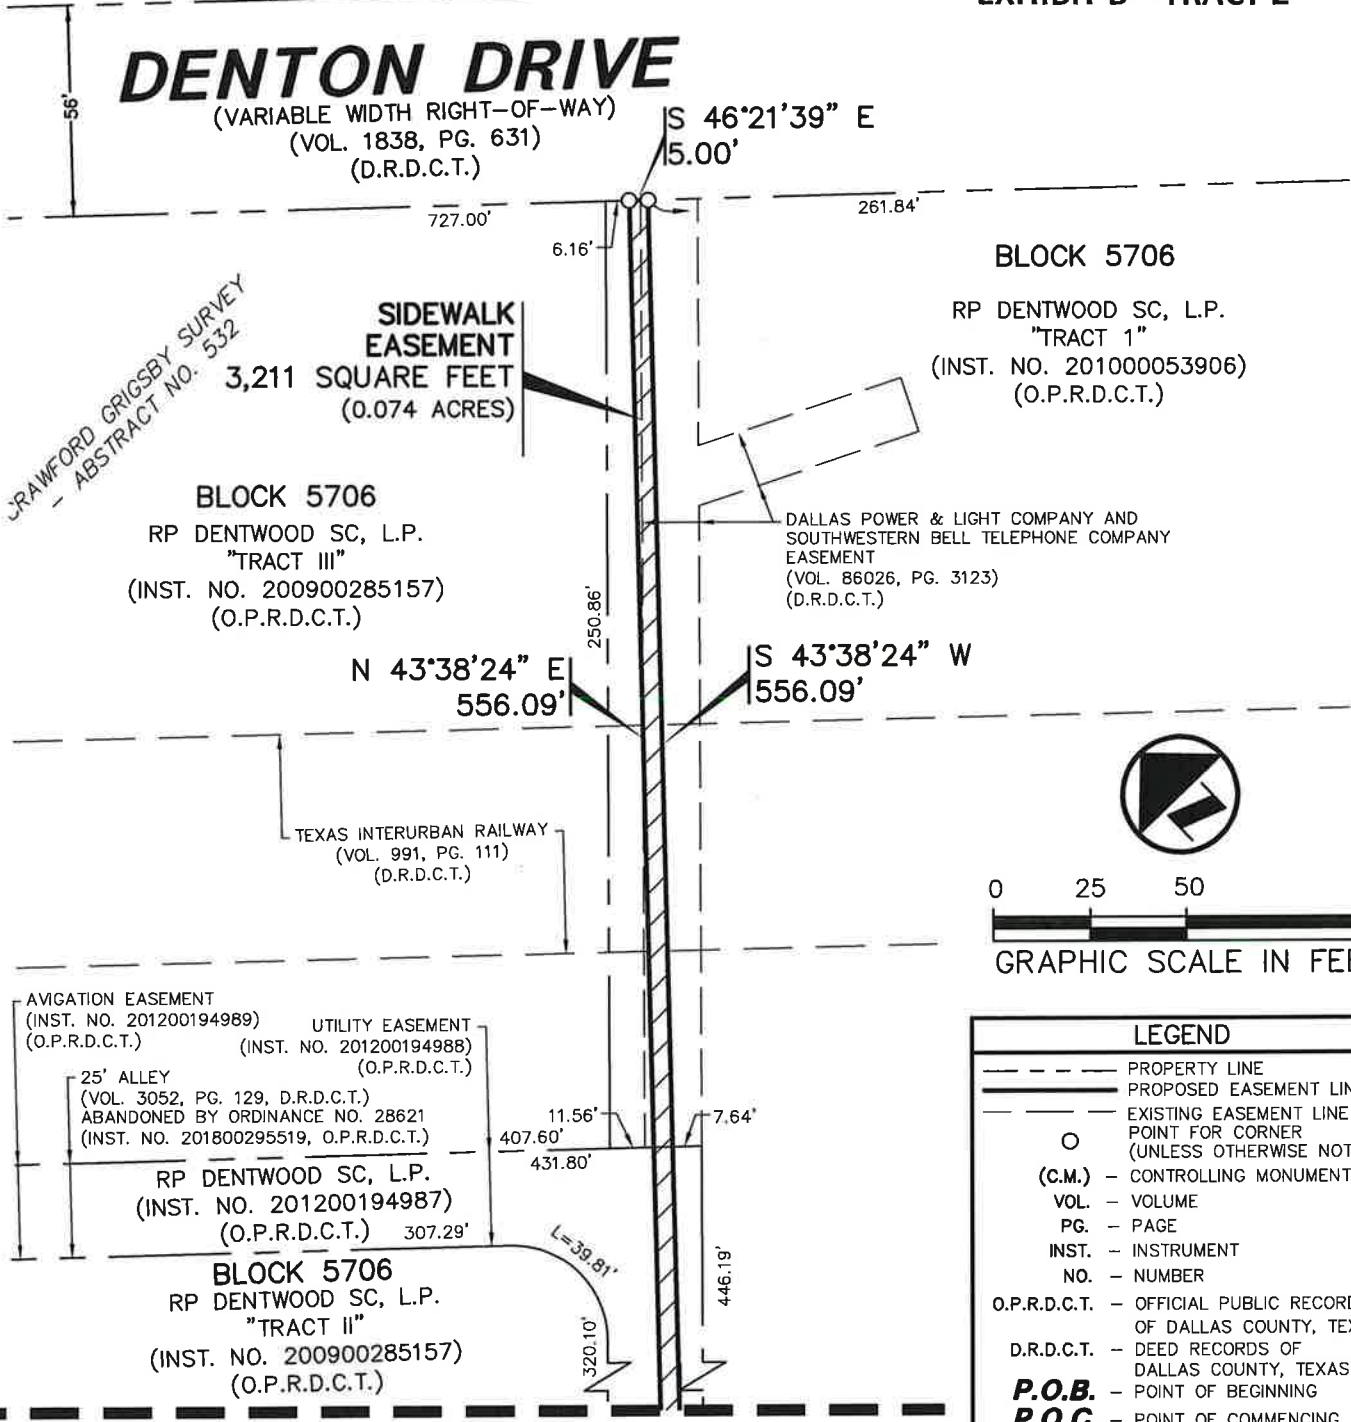 DENTON DRIVE
(VARIABLE WIDTH RIGHT-OF-WAY)
(VOL. 1838, PG. 631)
(D.R.D.C.T.)
56'
S 46°21'39" E
5.00'
727.00'
261.84'
6.16'
BLOCK 5706
RP DENTWOOD SC, L.P.
"TRACT 1"
(INST. NO. 201000053906)
(O.P.R.D.C.T.)
SIDEWALK
EASEMENT
3,211 SQUARE FEET
(0.074 ACRES)
CRAWFORD GRIGSBY SURVEY
ABSTRACT NO. 532
BLOCK 5706
RP DENTWOOD SC, L.P.
"TRACT III"
(INST. NO. 200900285157)
(O.P.R.D.C.T.)
DALLAS POWER & LIGHT COMPANY AND
SOUTHWESTERN BELL TELEPHONE COMPANY
EASEMENT
(VOL. 86026, PG. 3123)
(D.R.D.C.T.)
250.86'
N 43°38'24" E
556.09'
S 43°38'24" W
556.09'
TEXAS INTERURBAN RAILWAY
(VOL. 991, PG. 111)
(D.R.D.C.T.)
0 25 50
GRAPHIC SCALE IN
AVIGATION EASEMENT
(INST. NO. 201200194989)
(O.P.R.D.C.T.)
UTILITY EASEMENT
(INST. NO. 201200194988)
(O.P.R.D.C.T.)
25' ALLEY
(VOL. 3052, PG. 129, D.R.D.C.T.)
ABANDONED BY ORDINANCE NO. 28621
(INST. NO. 201800295519, O.P.R.D.C.T.)
11.56'
7.64'
407.60'
431.80'
RP DENTWOOD SC, L.P.
(INST. NO. 201200194987)
(O.P.R.D.C.T.)
307.29'
L=39.81'
BLOCK 5706
RP DENTWOOD SC, L.P.
"TRACT II"
(INST. NO. 200900285157)
(O.P.R.D.C.T.)
320.10'
446.19'
LEGEND
PROPERTY LINE
PROPOSED EASEMENT
EXISTING EASEMENT LINE
POINT FOR CORNER
(UNLESS OTHERWISE
(C.M.) - CONTROLLING MONUMENT
VOL. - VOLUME
PG. - PAGE
INST. - INSTRUMENT
NO. - NUMBER
O.P.R.D.C.T. - OFFICIAL PUBLIC
OF DALLAS COUNTY,
D.R.D.C.T. - DEED RECORDS OF
DALLAS COUNTY, TEXAS
P.O.B. - POINT OF BEGINNING
P.O.C. - POINT OF COMMENCING